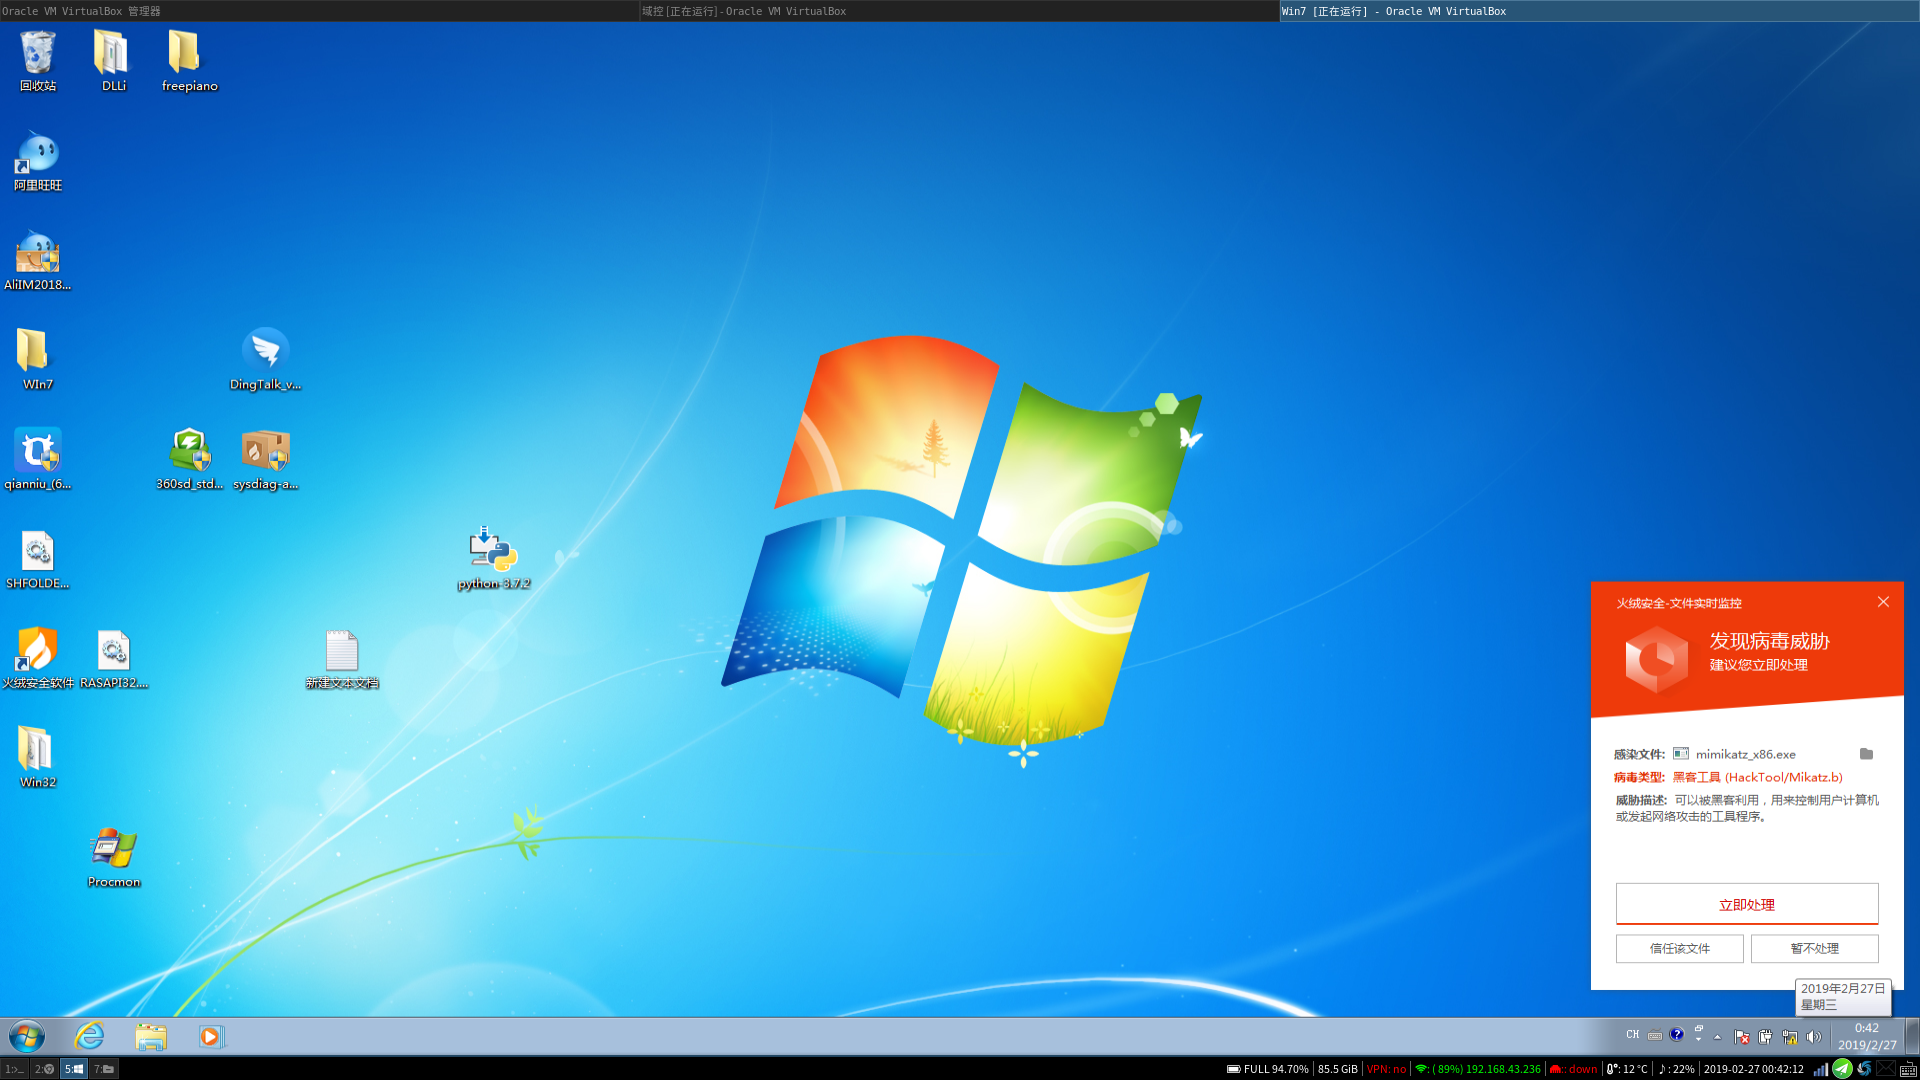 Oracle VM VirtualBox 管理器
域控 [正在运行] - Oracle VM VirtualBox
Win7 [正在运行] - Oracle VM VirtualBox
回收站
DLLi
freepiano
阿里旺旺
AliIM2018...
WIn7
DingTalk_v...
qianniu_(6...
360sd_std...
sysdiag-a...
SHFOLDE...
python-3.7.2
火绒安全软件
RASAPI32....
新建文本文档
Win32
Procmon
火绒安全-文件实时监控
发现病毒威胁
建议您立即处理
感染文件: mimikatz_x86.exe
病毒类型: 黑客工具 (HackTool/Mikatz.b)
威胁描述: 可以被黑客利用，用来控制用户计算机
或发起网络攻击的工具程序。
立即处理
信任该文件
暂不处理
2019年2月27日
星期三
CH
0:42
2019/2/27
1:>_
2:
5:
7:
FULL 94.70%
85.5 GiB
VPN: no
: ( 89%) 192.168.43.236
: down
: 12 °C
♪: 22%
2019-02-27 00:42:12